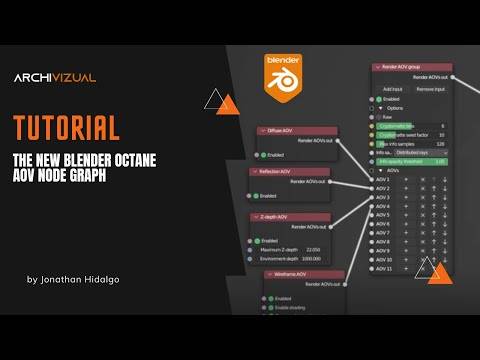 ARCHIVIZUAL
TUTORIAL
THE NEW BLENDER OCTANE
AOV NODE GRAPH
by Jonathan Hidalgo
blender
Render AOV group
Render AOVs out
Add input
Remove input
Enabled
Options
Raw
Cryptomatte bins 6
Cryptomatte seed factor 10
Max info samples 128
Info sa... Distributed rays
Info opacity threshold 1.00
AOVs
AOV 1
AOV 2
AOV 3
AOV 4
AOV 5
AOV 6
AOV 7
AOV 8
AOV 9
AOV 10
AOV 11
Diffuse AOV
Render AOVs out
Enabled
Reflection AOV
Render AOVs out
Enabled
Z-depth AOV
Render AOVs out
Enabled
Maximum Z-depth 22.050
Environment depth 1000.000
Wireframe AOV
Render AOVs out
Enabled
Enable shading